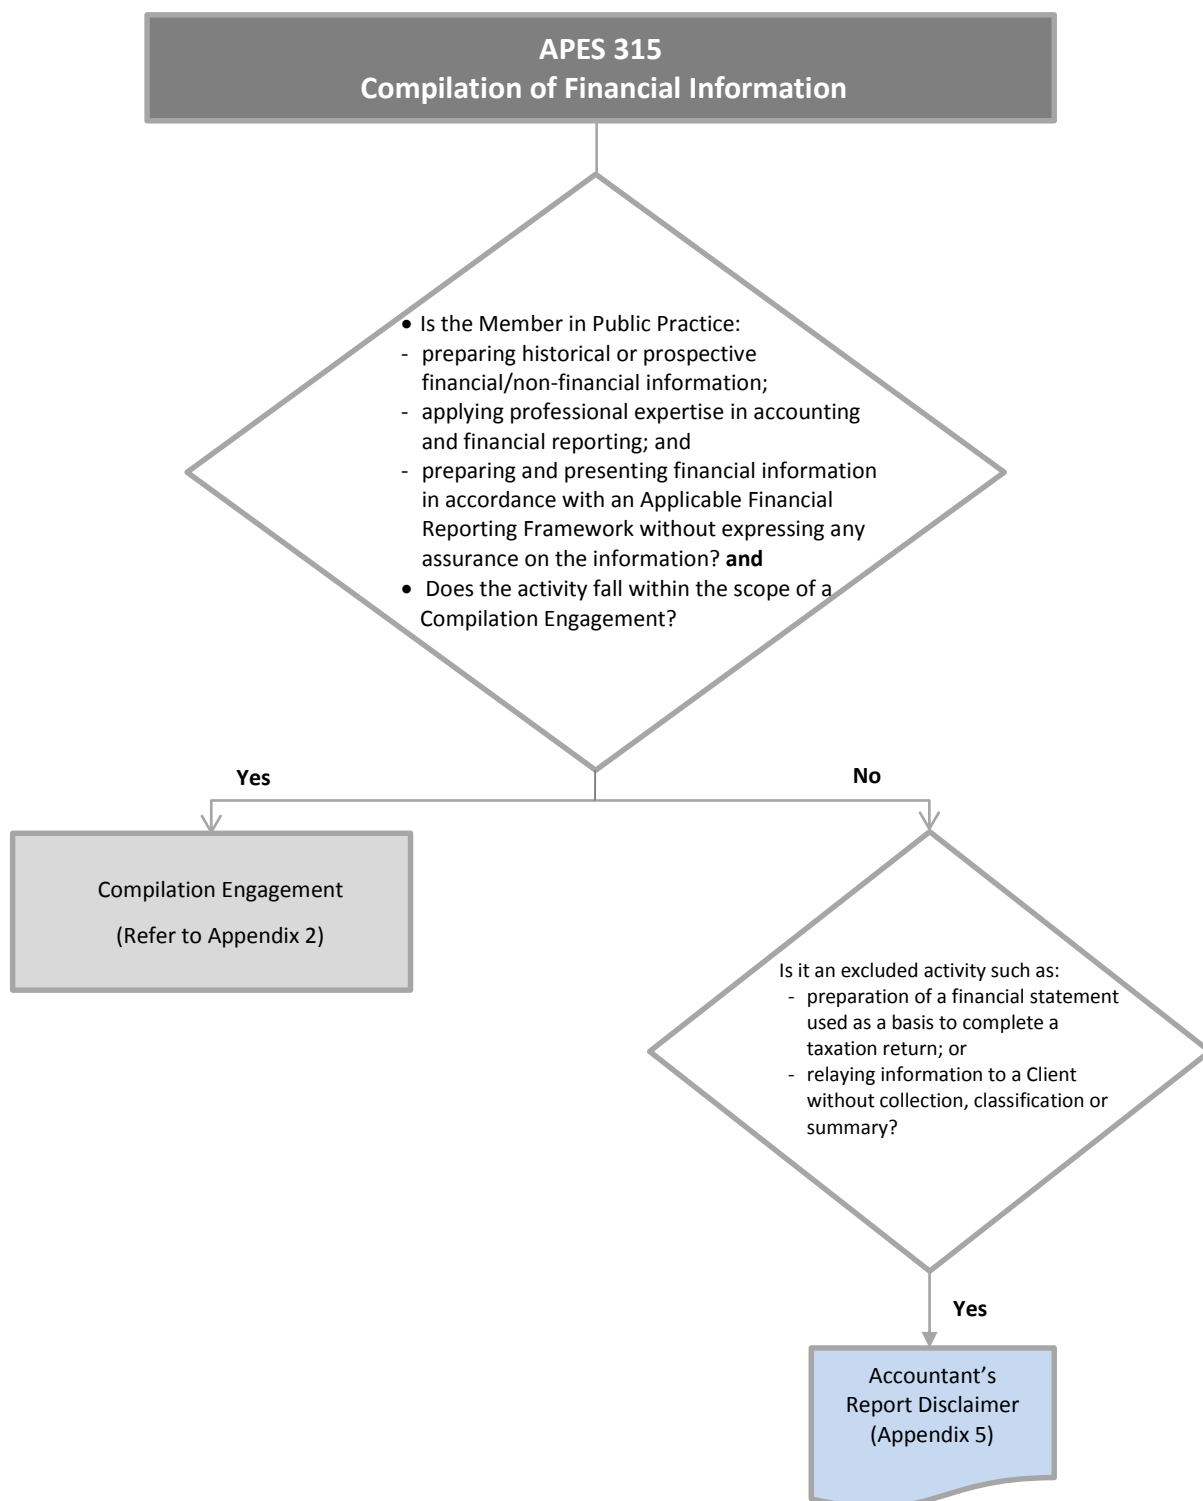 APES 315
Compilation of Financial Information
• Is the Member in Public Practice:
- preparing historical or prospective
financial/non-financial information;
- applying professional expertise in accounting
and financial reporting; and
- preparing and presenting financial information
in accordance with an Applicable Financial
Reporting Framework without expressing any
assurance on the information? and
• Does the activity fall within the scope of a
Compilation Engagement?
Yes
No
Compilation Engagement
(Refer to Appendix 2)
Is it an excluded activity such as:
- preparation of a financial statement
used as a basis to complete a
taxation return; or
- relaying information to a Client
without collection, classification or
summary?
Yes
Accountant’s
Report Disclaimer
(Appendix 5)